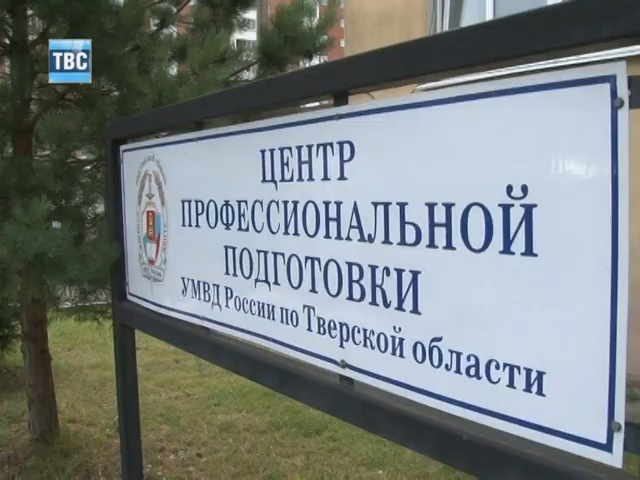 ТВС
ЦЕНТР
ПРОФЕССИОНАЛЬНОЙ
ПОДГОТОВКИ
УМВД России по Тверской области